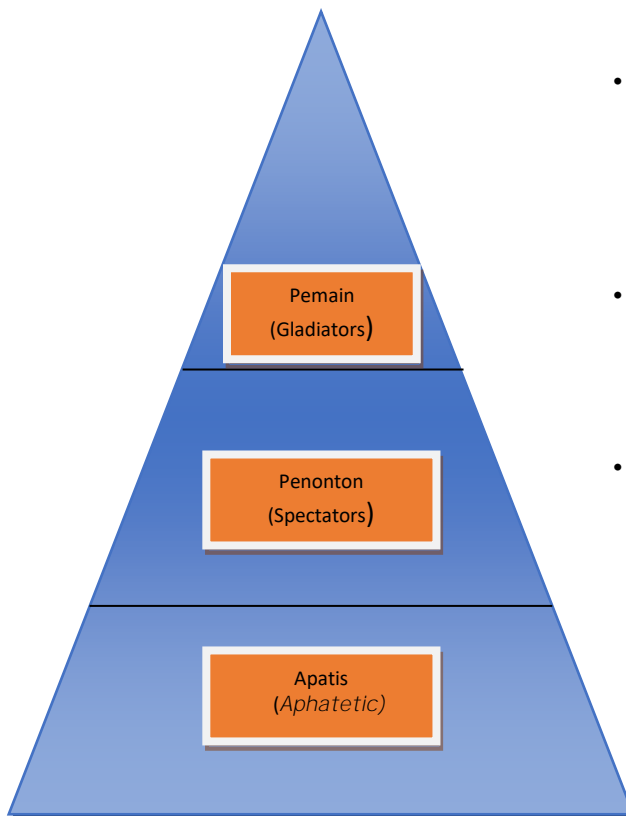 Pemain
(Gladiators)
Penonton
(Spectators)
Apatis
(Aphatetic)